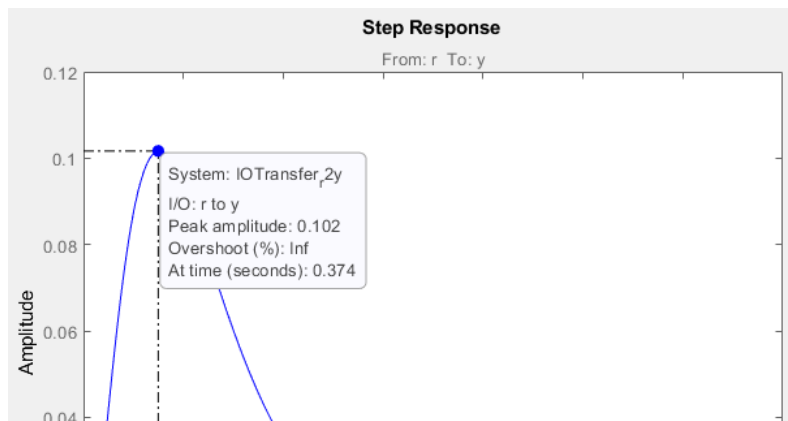 Step Response
From: r To: y
0.12
0.1
System: IOTransfer_r2y
I/O: r to y
Peak amplitude: 0.102
Overshoot (%): Inf
At time (seconds): 0.374
0.08
0.06
0.04
Amplitude